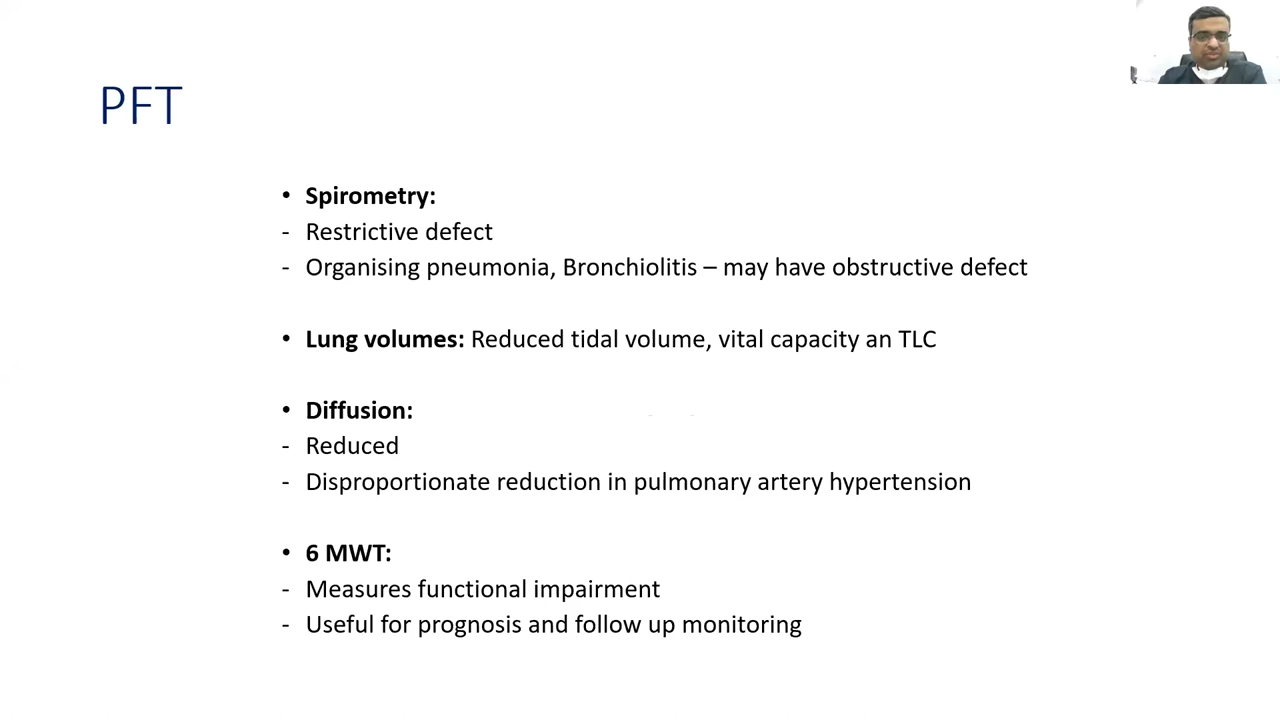 PFT
• Spirometry:
- Restrictive defect
- Organising pneumonia, Bronchiolitis – may have obstructive defect
• Lung volumes: Reduced tidal volume, vital capacity an TLC
• Diffusion:
- Reduced
- Disproportionate reduction in pulmonary artery hypertension
• 6 MWT:
- Measures functional impairment
- Useful for prognosis and follow up monitoring